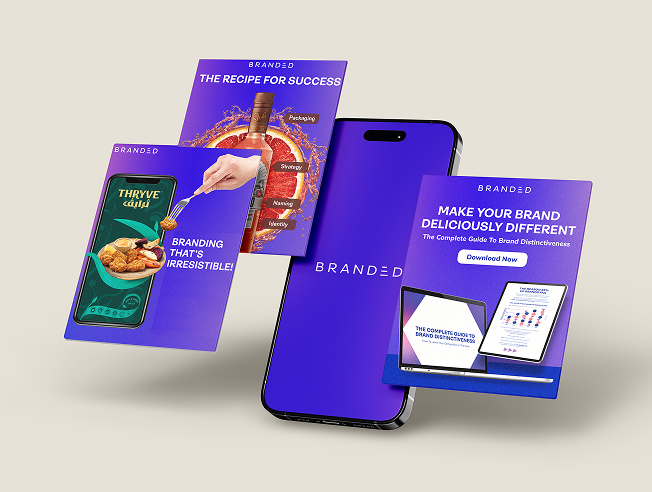 BRANDED
THE RECIPE FOR SUCCESS
Packaging
Strategy
Naming
Identity
BRANDED
THRYVE
ثرايف
BRANDING
THAT'S
IRRESISTIBLE!
BRANDED
BRANDED
MAKE YOUR BRAND
DELICIOUSLY DIFFERENT
The Complete Guide To Brand Distinctiveness
Download Now
THE COMPLETE GUIDE TO
BRAND DISTINCTIVENESS